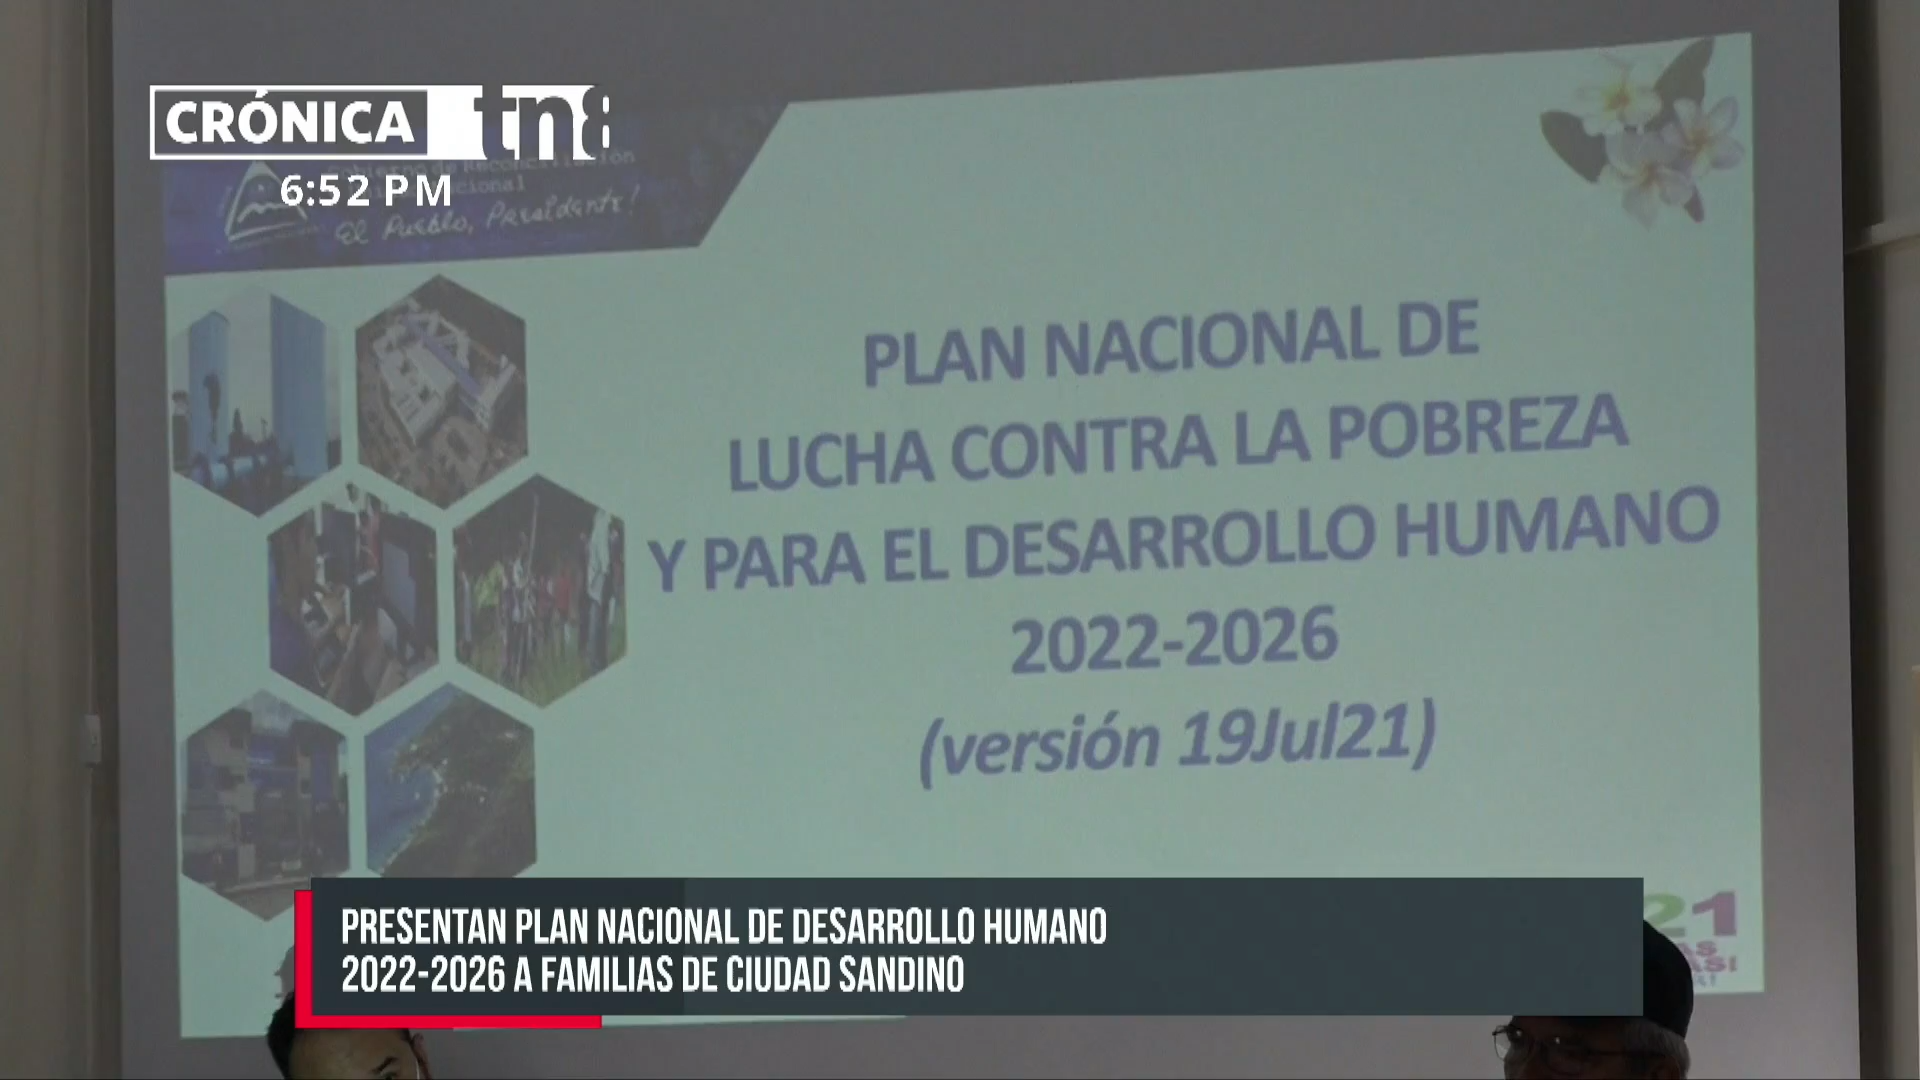 CRÓNICA tn8
6:52 PM
El Pueblo, Presidente!
PLAN NACIONAL DE
LUCHA CONTRA LA POBREZA
Y PARA EL DESARROLLO HUMANO
2022-2026
(versión 19Jul21)
21
PRESENTAN PLAN NACIONAL DE DESARROLLO HUMANO
2022-2026 A FAMILIAS DE CIUDAD SANDINO